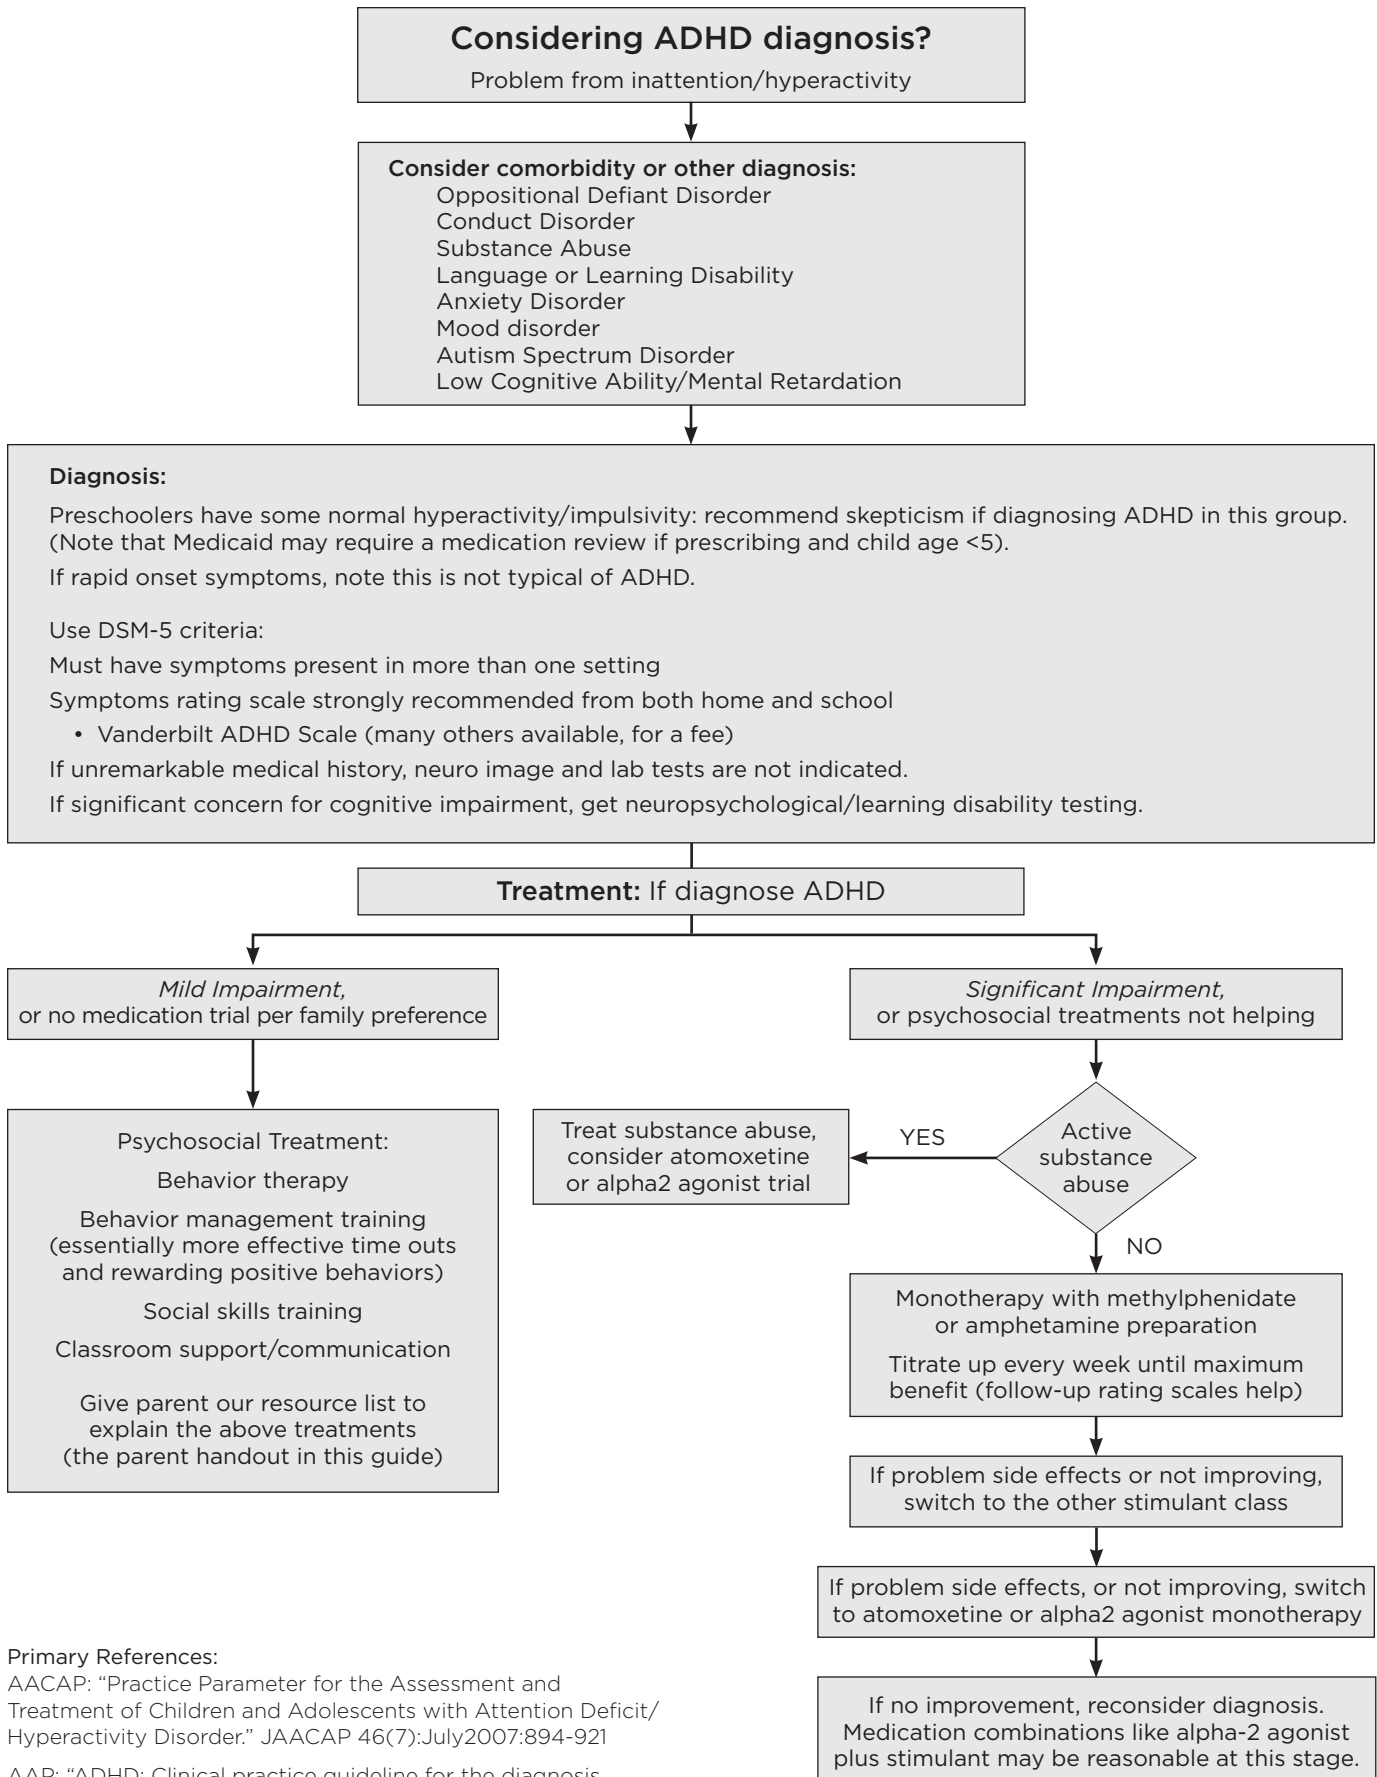 Considering ADHD diagnosis?
Problem from inattention/hyperactivity
Consider comorbidity or other diagnosis:
Oppositional Defiant Disorder
Conduct Disorder
Substance Abuse
Language or Learning Disability
Anxiety Disorder
Mood disorder
Autism Spectrum Disorder
Low Cognitive Ability/Mental Retardation
Diagnosis:
Preschoolers have some normal hyperactivity/impulsivity: recommend skepticism if diagnosing ADHD in this group.
(Note that Medicaid may require a medication review if prescribing and child age <5).
If rapid onset symptoms, note this is not typical of ADHD.
Use DSM-5 criteria:
Must have symptoms present in more than one setting
Symptoms rating scale strongly recommended from both home and school
• Vanderbilt ADHD Scale (many others available, for a fee)
If unremarkable medical history, neuro image and lab tests are not indicated.
If significant concern for cognitive impairment, get neuropsychological/learning disability testing.
Treatment: If diagnose ADHD
Mild Impairment,
or no medication trial per family preference
Psychosocial Treatment:
Behavior therapy
Behavior management training
(essentially more effective time outs
and rewarding positive behaviors)
Social skills training
Classroom support/communication
Give parent our resource list to
explain the above treatments
(the parent handout in this guide)
Significant Impairment,
or psychosocial treatments not helping
Active
substance
abuse
YES
Treat substance abuse,
consider atomoxetine
or alpha2 agonist trial
NO
Monotherapy with methylphenidate
or amphetamine preparation
Titrate up every week until maximum
benefit (follow-up rating scales help)
If problem side effects or not improving,
switch to the other stimulant class
If problem side effects, or not improving, switch
to atomoxetine or alpha2 agonist monotherapy
If no improvement, reconsider diagnosis.
Medication combinations like alpha-2 agonist
plus stimulant may be reasonable at this stage.
Primary References:
AACAP: “Practice Parameter for the Assessment and
Treatment of Children and Adolescents with Attention Deficit/
Hyperactivity Disorder.” JAACAP 46(7):July2007:894-921
AAP: “ADHD: Clinical practice guideline for the diagnosis,